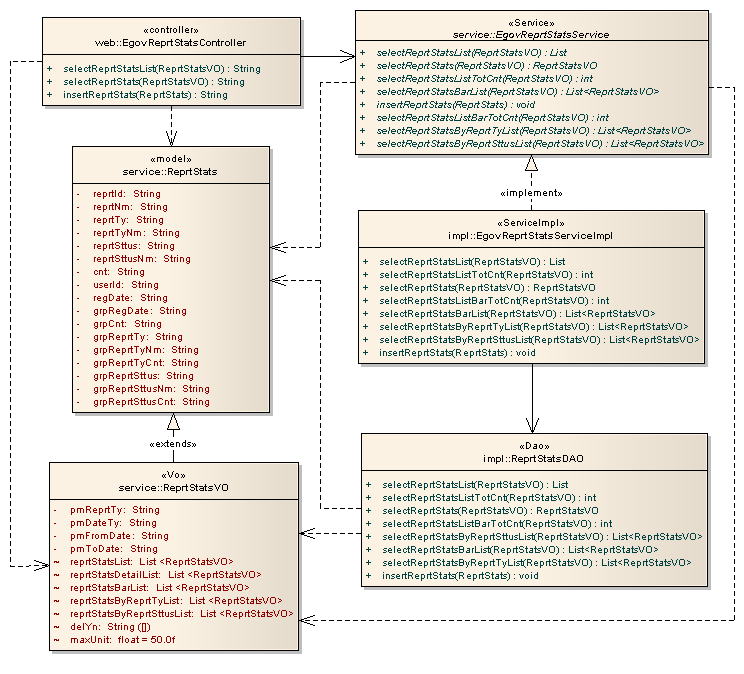 «controller»
web::EgovReprtStatsController
+ selectReprtStatsList(ReprtStatsVO) : String
+ selectReprtStats(ReprtStatsVO) : String
+ insertReprtStats(ReprtStats) : String
«Service»
service::EgovReprtStatsService
+ selectReprtStatsList(ReprtStatsVO) : List
+ selectReprtStats(ReprtStatsVO) : ReprtStatsVO
+ selectReprtStatsListTotCnt(ReprtStatsVO) : int
+ selectReprtStatsBarList(ReprtStatsVO) : List<ReprtStatsVO>
+ insertReprtStats(ReprtStats) : void
+ selectReprtStatsListBarTotCnt(ReprtStatsVO) : int
+ selectReprtStatsByReprtTyList(ReprtStatsVO) : List<ReprtStatsVO>
+ selectReprtStatsByReprtSttusList(ReprtStatsVO) : List<ReprtStatsVO>
«model»
service::ReprtStats
- reprtId: String
- reprtNm: String
- reprtTy: String
- reprtTyNm: String
- reprtSttus: String
- reprtSttusNm: String
- cnt: String
- userId: String
- regDate: String
- grpRegDate: String
- grpCnt: String
- grpReprtTy: String
- grpReprtTyNm: String
- grpReprtTyCnt: String
- grpReprtSttus: String
- grpReprtSttusNm: String
- grpReprtSttusCnt: String
«implement»
«ServiceImpl»
impl::EgovReprtStatsServiceImpl
+ selectReprtStatsList(ReprtStatsVO) : List
+ selectReprtStatsListTotCnt(ReprtStatsVO) : int
+ selectReprtStats(ReprtStatsVO) : ReprtStatsVO
+ selectReprtStatsListBarTotCnt(ReprtStatsVO) : int
+ selectReprtStatsBarList(ReprtStatsVO) : List<ReprtStatsVO>
+ selectReprtStatsByReprtTyList(ReprtStatsVO) : List<ReprtStatsVO>
+ selectReprtStatsByReprtSttusList(ReprtStatsVO) : List<ReprtStatsVO>
+ insertReprtStats(ReprtStats) : void
«extends»
«Vo»
service::ReprtStatsVO
- pmReprtTy: String
- pmDateTy: String
- pmFromDate: String
- pmToDate: String
~ reprtStatsList: List <ReprtStatsVO>
~ reprtStatsDetailList: List <ReprtStatsVO>
~ reprtStatsBarList: List <ReprtStatsVO>
~ reprtStatsByReprtTyList: List <ReprtStatsVO>
~ reprtStatsByReprtSttusList: List <ReprtStatsVO>
~ delYn: String ([])
~ maxUnit: float = 50.0f
«Dao»
impl::ReprtStatsDAO
+ selectReprtStatsList(ReprtStatsVO) : List
+ selectReprtStatsListTotCnt(ReprtStatsVO) : int
+ selectReprtStats(ReprtStatsVO) : ReprtStatsVO
+ selectReprtStatsListBarTotCnt(ReprtStatsVO) : int
+ selectReprtStatsByReprtSttusList(ReprtStatsVO) : List<ReprtStatsVO>
+ selectReprtStatsBarList(ReprtStatsVO) : List<ReprtStatsVO>
+ selectReprtStatsByReprtTyList(ReprtStatsVO) : List<ReprtStatsVO>
+ insertReprtStats(ReprtStats) : void